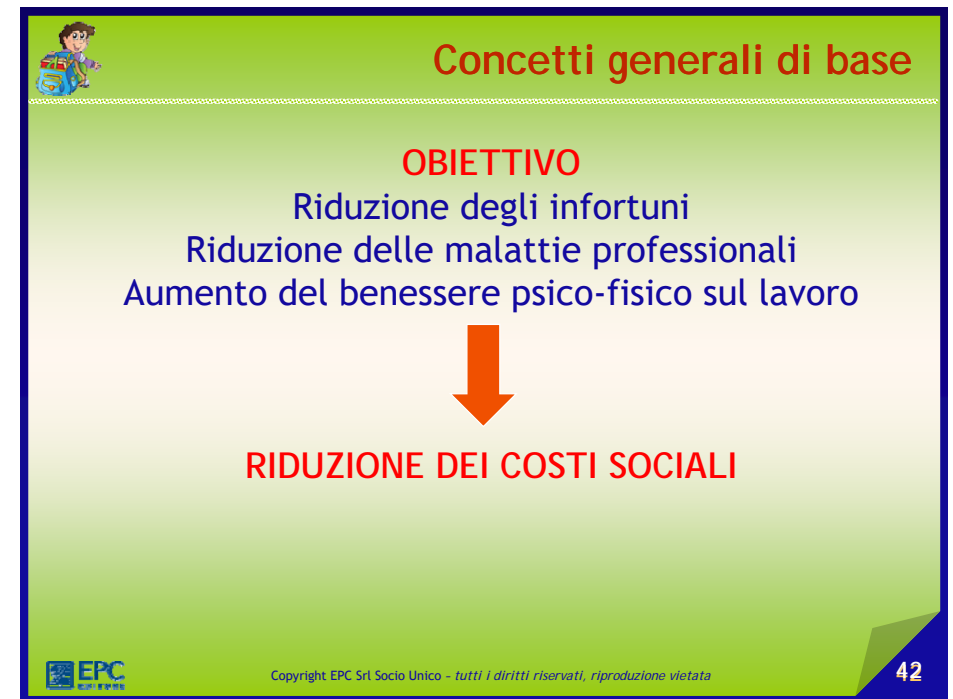 Concetti generali di base
OBIETTIVO
Riduzione degli infortuni
Riduzione delle malattie professionali
Aumento del benessere psico-fisico sul lavoro
RIDUZIONE DEI COSTI SOCIALI
EPC
EDITORE
Copyright EPC Srl Socio Unico – tutti i diritti riservati, riproduzione vietata
42